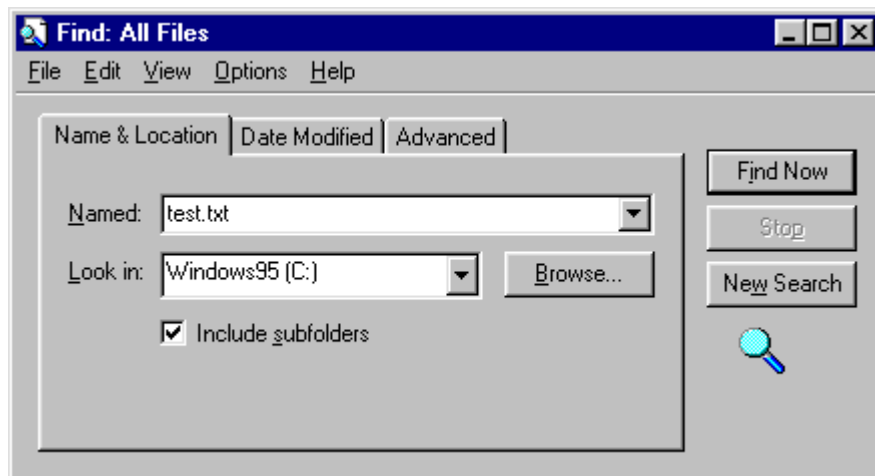 Find: All Files
File Edit View Options Help
Name & Location Date Modified Advanced
Find Now
Named: test.txt
Stop
Look in: Windows95 (C:) Browse...
New Search
Include subfolders